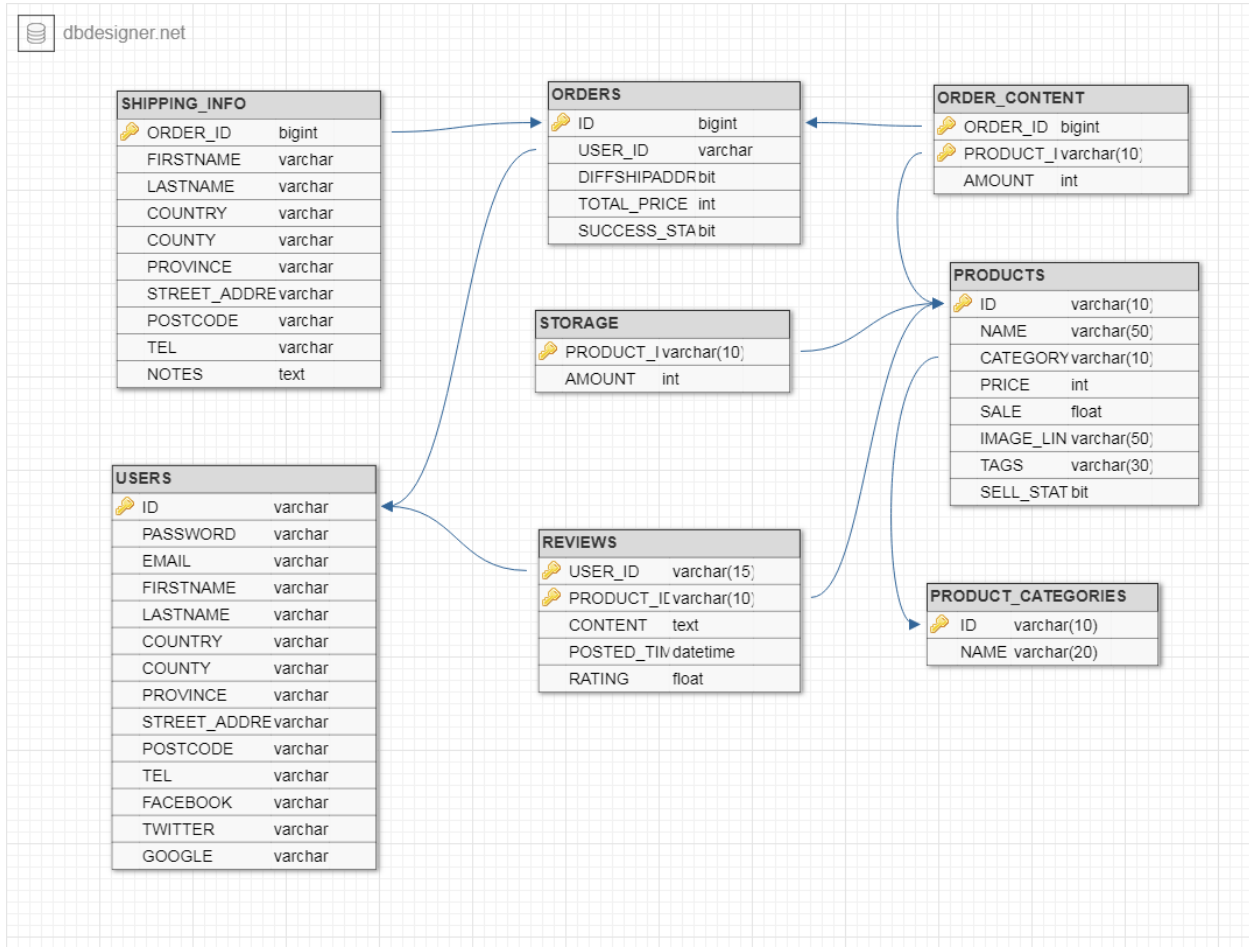 dbdesigner.net
SHIPPING_INFO
ORDER_ID bigint
FIRSTNAME varchar
LASTNAME varchar
COUNTRY varchar
COUNTY varchar
PROVINCE varchar
STREET_ADDRE varchar
POSTCODE varchar
TEL varchar
NOTES text
ORDERS
ID bigint
USER_ID varchar
DIFFSHIPADDR bit
TOTAL_PRICE int
SUCCESS_STA bit
ORDER_CONTENT
ORDER_ID bigint
PRODUCT_I varchar(10)
AMOUNT int
STORAGE
PRODUCT_I varchar(10)
AMOUNT int
PRODUCTS
ID varchar(10)
NAME varchar(50)
CATEGORY varchar(10)
PRICE int
SALE float
IMAGE_LIN varchar(50)
TAGS varchar(30)
SELL_STAT bit
USERS
ID varchar
PASSWORD varchar
EMAIL varchar
FIRSTNAME varchar
LASTNAME varchar
COUNTRY varchar
COUNTY varchar
PROVINCE varchar
STREET_ADDRE varchar
POSTCODE varchar
TEL varchar
FACEBOOK varchar
TWITTER varchar
GOOGLE varchar
REVIEWS
USER_ID varchar(15)
PRODUCT_ID varchar(10)
CONTENT text
POSTED_TIM datetime
RATING float
PRODUCT_CATEGORIES
ID varchar(10)
NAME varchar(20)